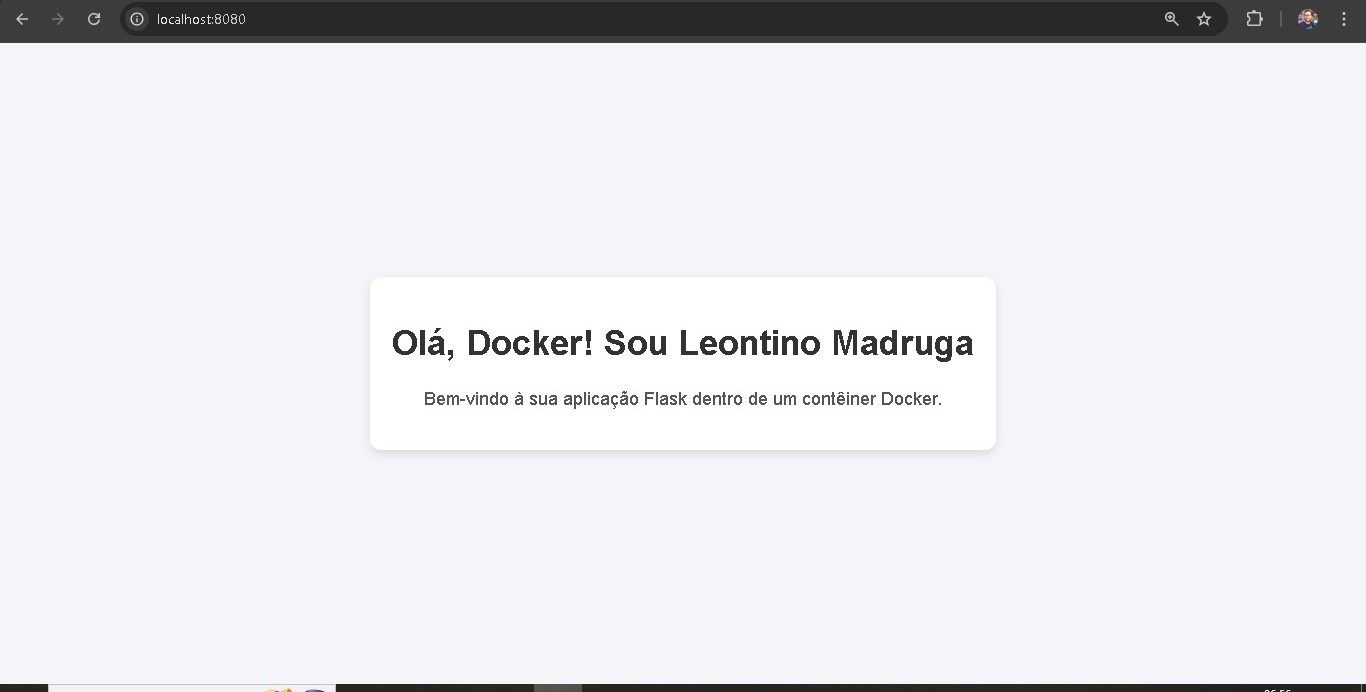 localhost:8080
Olá, Docker! Sou Leontino Madruga
Bem-vindo à sua aplicação Flask dentro de um contêiner Docker.